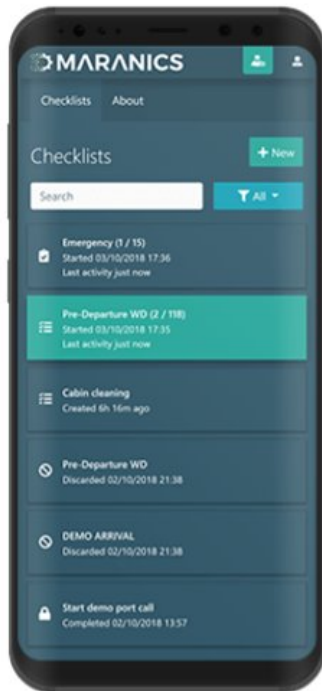 MARANICS
Checklists About
Checklists
+ New
Search
All
Emergency (1 / 15)
Started 03/10/2018 17:36
Last activity just now
Pre-Departure WD (2 / 118)
Started 03/10/2018 17:35
Last activity just now
Cabin cleaning
Created 6h 16m ago
Pre-Departure WD
Discarded 02/10/2018 21:38
DEMO ARRIVAL
Discarded 02/10/2018 21:38
Start demo port call
Completed 02/10/2018 13:57